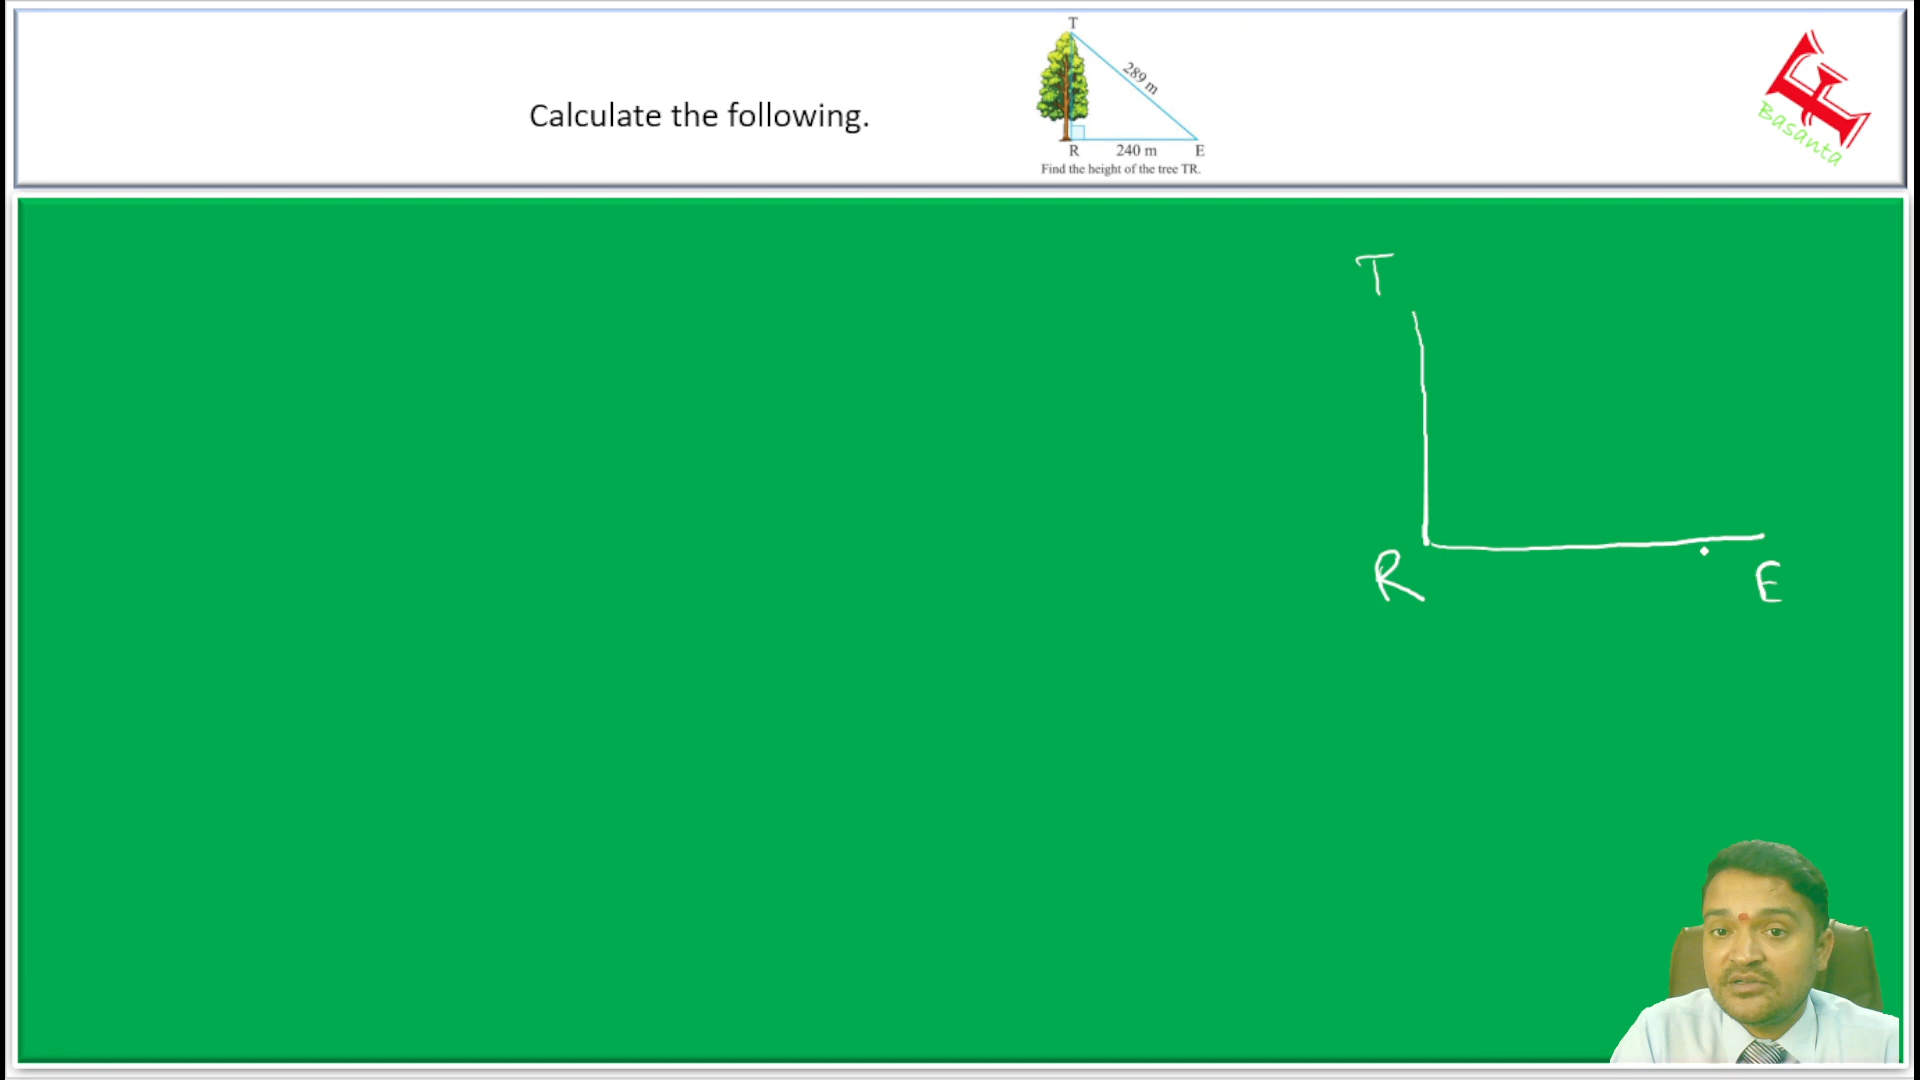 T
289 m
Calculate the following.
R 240 m E
Find the height of the tree TR.
Basanta
T
R
E